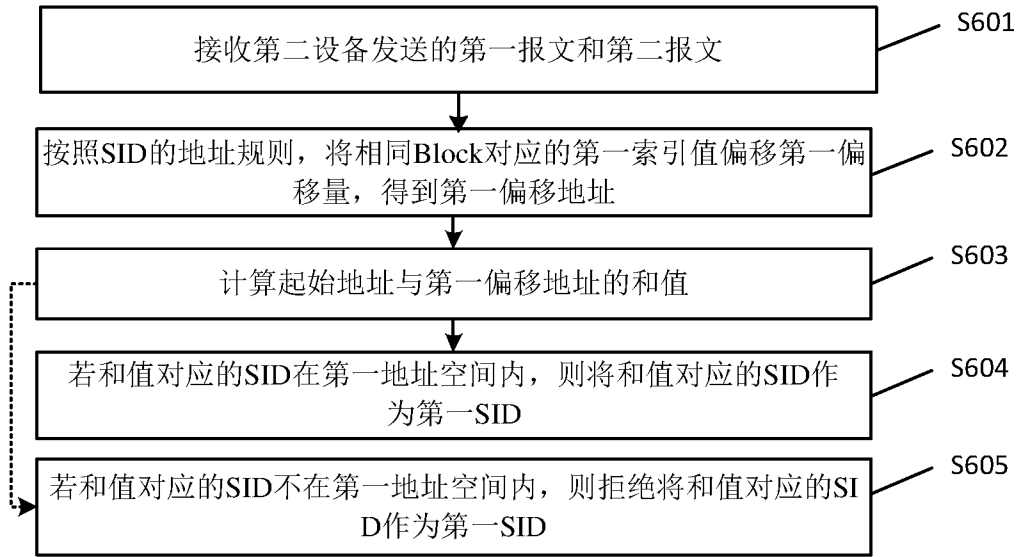 接收第二设备发送的第一报文和第二报文
S601
按照SID的地址规则，将相同Block对应的第一索引值偏移第一偏
移量，得到第一偏移地址
S602
计算起始地址与第一偏移地址的和值
S603
若和值对应的SID在第一地址空间内，则将和值对应的SID作
为第一SID
S604
若和值对应的SID不在第一地址空间内，则拒绝将和值对应的SI
D作为第一SID
S605